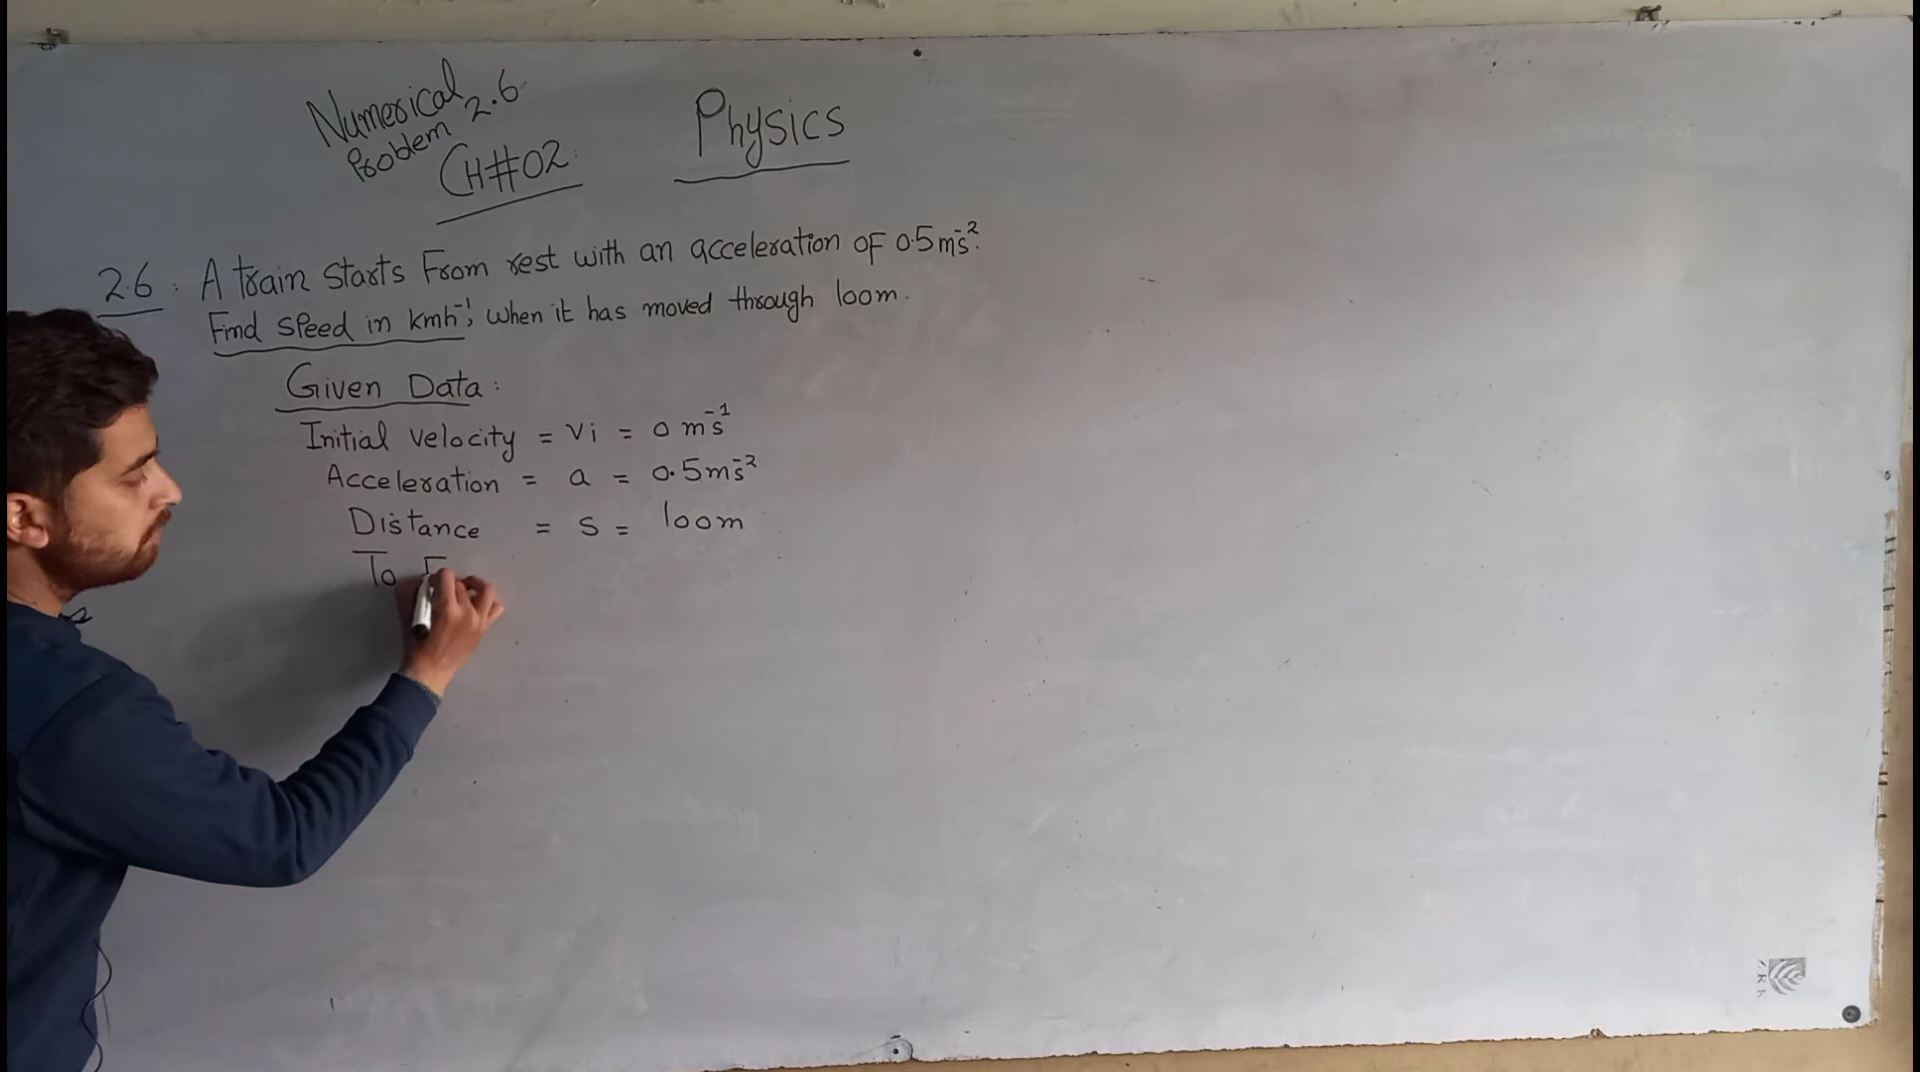 Numerical
Problem 2.6
CH#02
Physics
2.6 : A train starts From rest with an acceleration of 0.5ms⁻².
Find speed in kmh⁻¹, when it has moved through 100m.
Given Data :
Initial velocity = Vi = 0 ms⁻¹
Acceleration = a = 0.5ms⁻²
Distance = S = 100m
To F